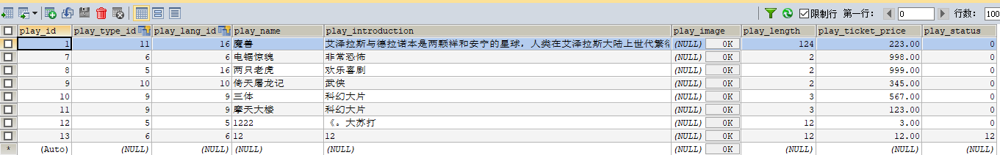 限制行 第一行: 0 行数: 100
play_id play_type_id play_lang_id play_name play_introduction play_image play_length play_ticket_price play_status
1 11 16 魔兽 艾泽拉斯与德拉诺本是两颗祥和安宁的星球，人类在艾泽拉斯大陆上世代繁衍 (NULL) 0K 124 223.00 0
7 6 6 电锯惊魂 非常恐怖 (NULL) 0K 2 998.00 0
8 5 16 两只老虎 欢乐喜剧 (NULL) 0K 2 999.00 0
9 10 10 倚天屠龙记 武侠 (NULL) 0K 2 345.00 0
10 9 9 三体 科幻大片 (NULL) 0K 3 567.00 0
11 9 9 摩天大楼 科幻大片 (NULL) 0K 3 123.00 0
12 5 5 1222 《。大苏打 (NULL) 0K 12 3.00 0
13 6 6 12 12 (NULL) 0K 12 12.00 12
* (Auto) (NULL) (NULL) (NULL) (NULL) (NULL) 0K (NULL) (NULL) (NULL)